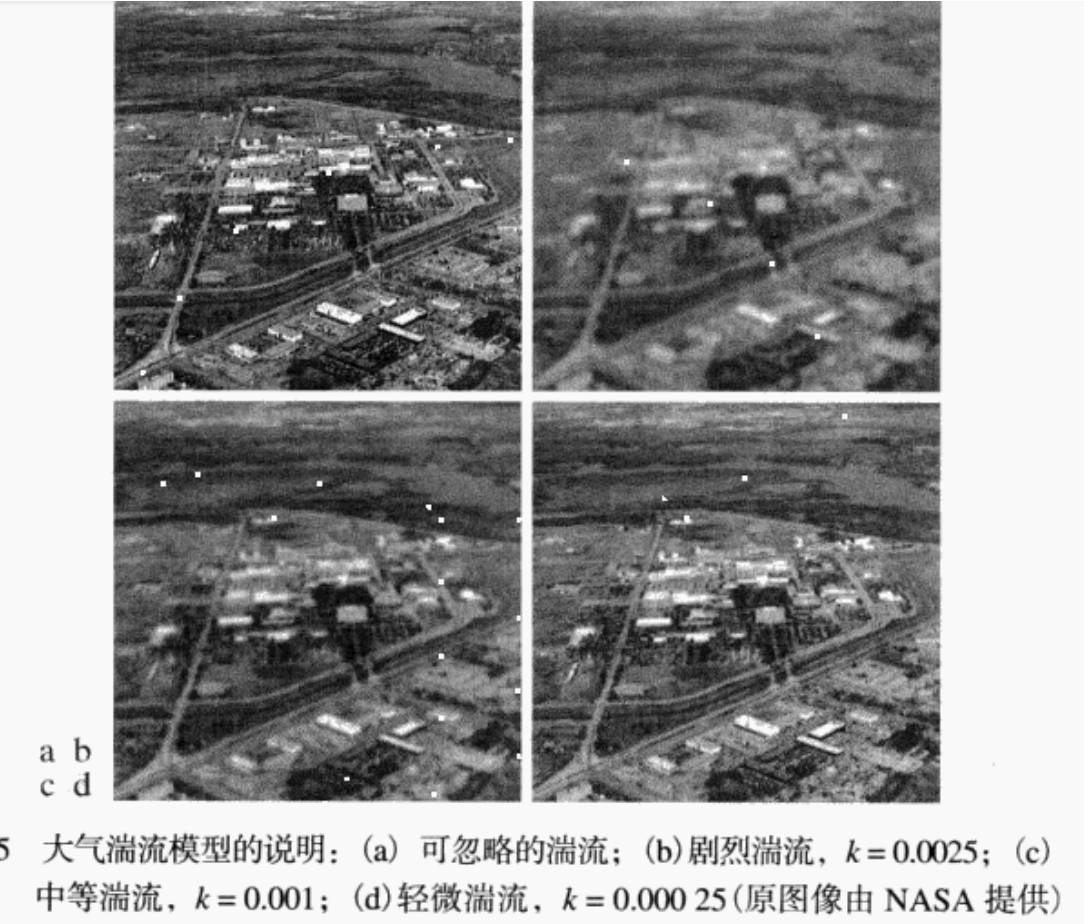 a b
c d
5 大气湍流模型的说明：(a) 可忽略的湍流；(b)剧烈湍流，k = 0.0025；(c)
中等湍流，k = 0.001；(d)轻微湍流，k = 0.000 25(原图像由 NASA 提供)